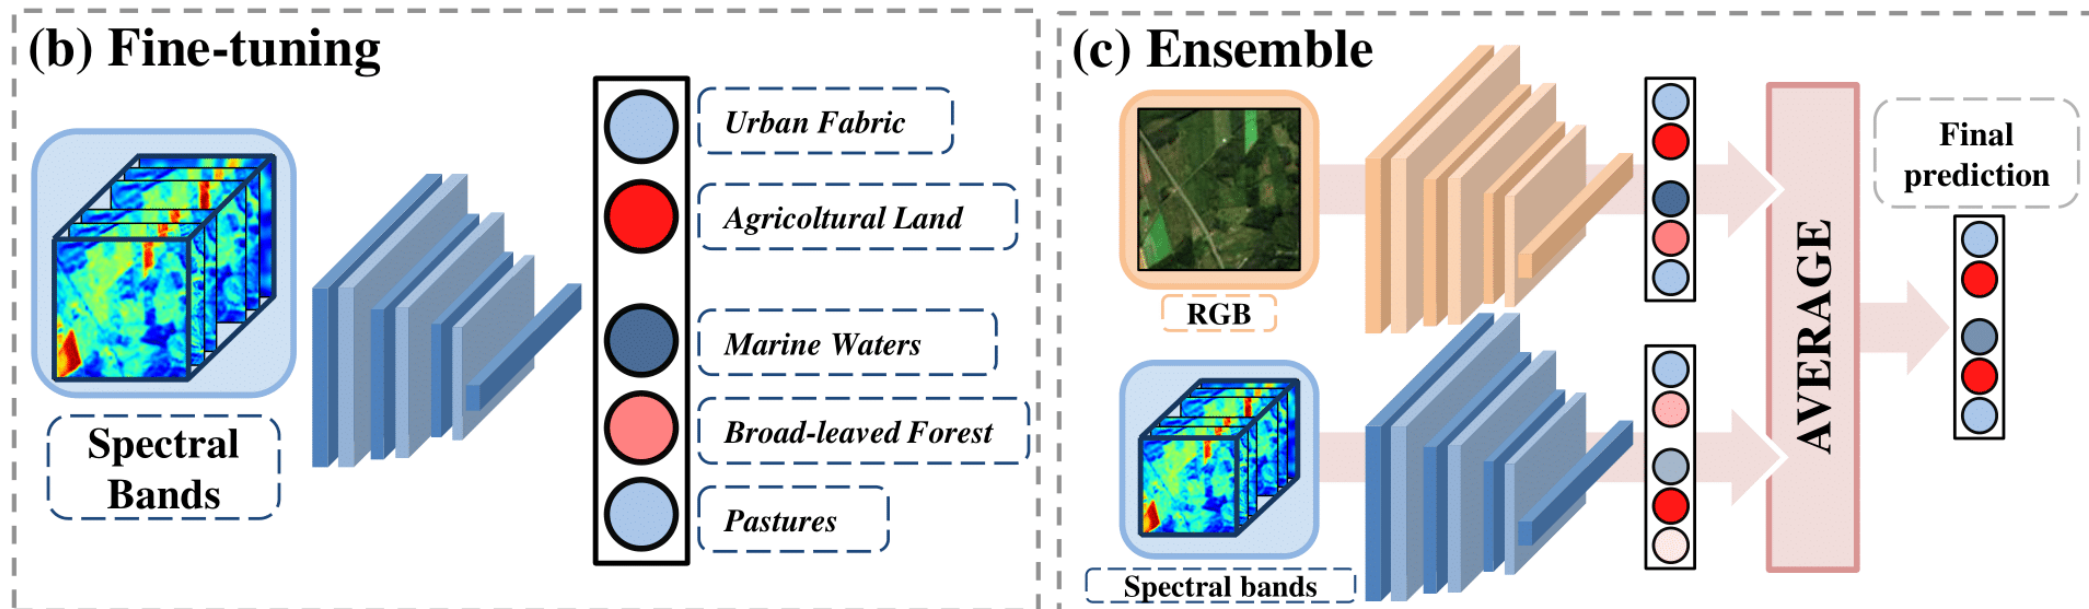 (b) Fine-tuning
Urban Fabric
Agricoltural Land
Marine Waters
Broad-leaved Forest
Pastures
Spectral
Bands
(c) Ensemble
RGB
Spectral bands
AVERAGE
Final
prediction